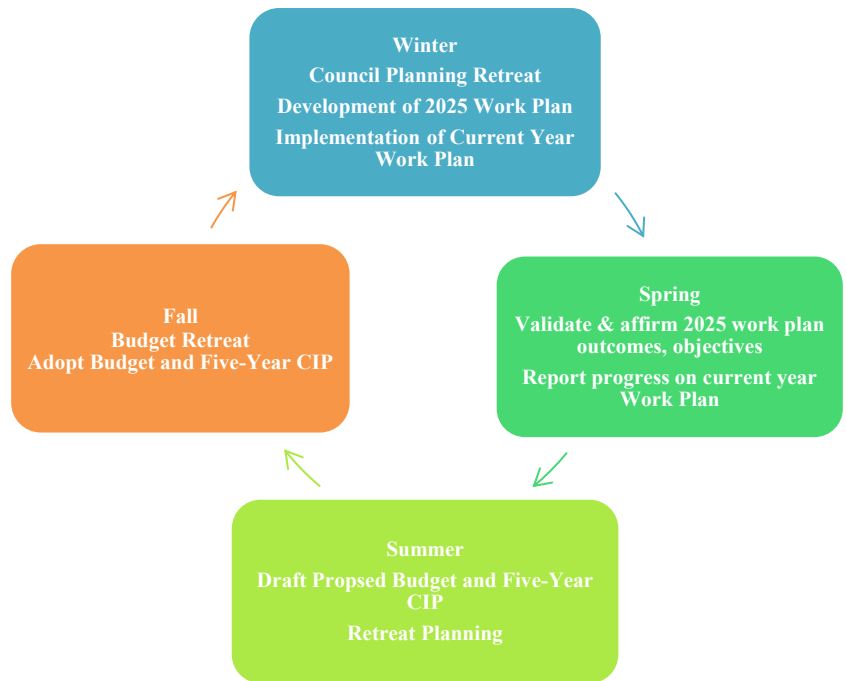 Winter
Council Planning Retreat
Development of 2025 Work Plan
Implementation of Current Year
Work Plan
Spring
Validate & affirm 2025 work plan
outcomes, objectives
Report progress on current year
Work Plan
Summer
Draft Propsed Budget and Five-Year
CIP
Retreat Planning
Fall
Budget Retreat
Adopt Budget and Five-Year CIP